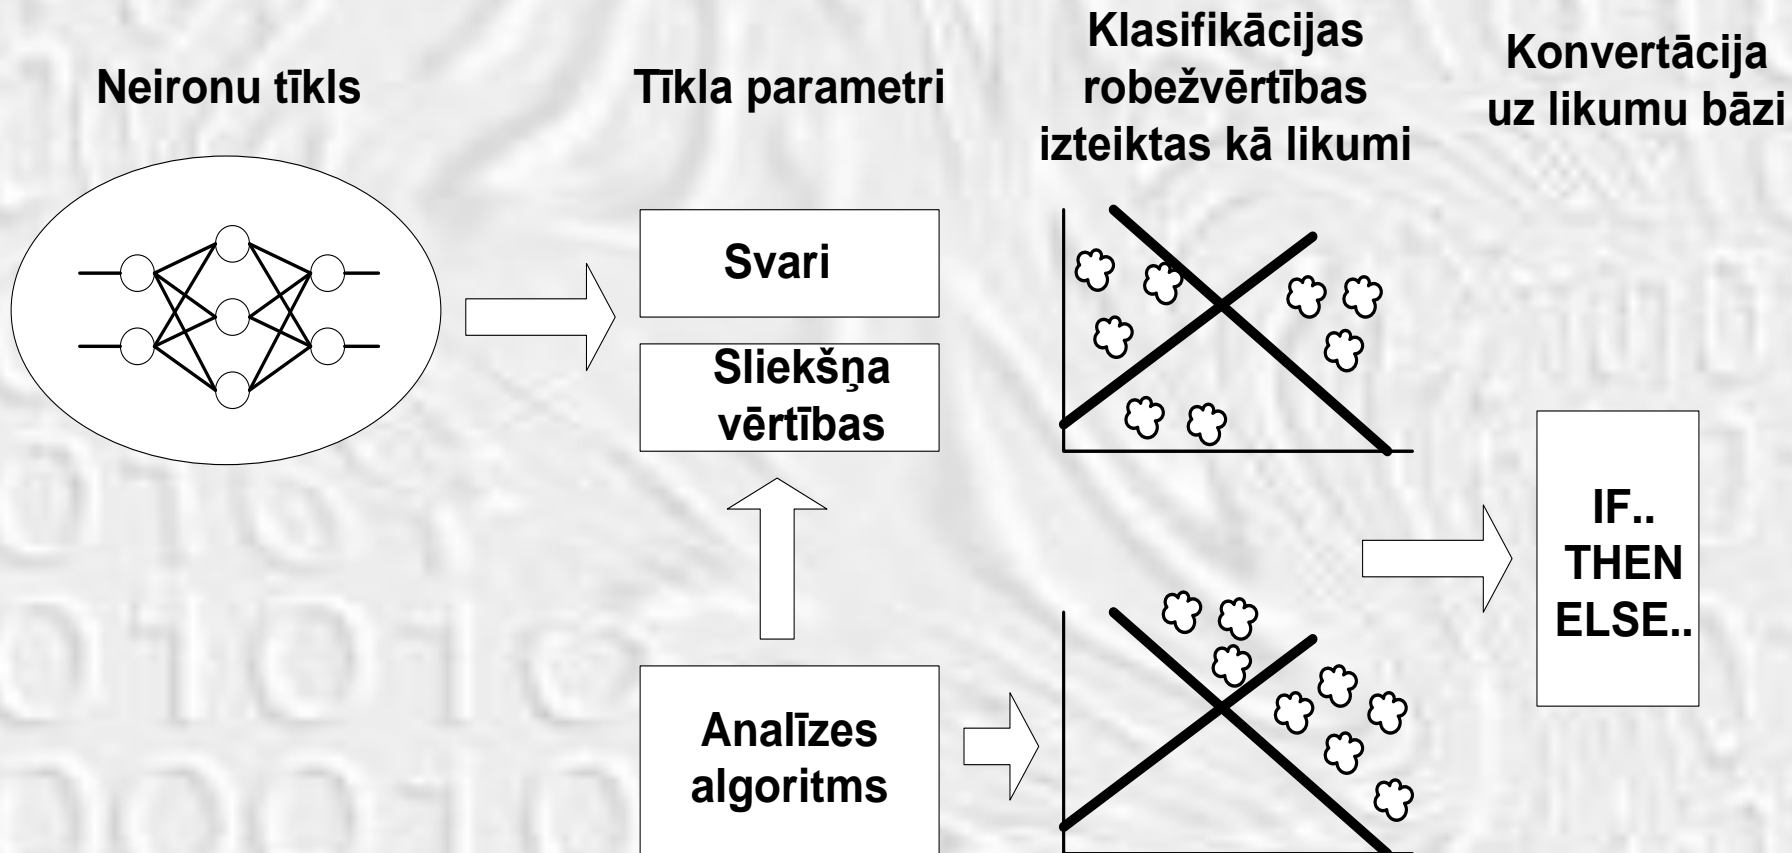 Neironu tīkls
Tīkla parametri
Klasifikācijas
robežvērtības
izteiktas kā likumi
Konvertācija
uz likumu bāzi
Svari
Sliekšņa
vērtības
Analīzes
algoritms
IF..
THEN
ELSE..